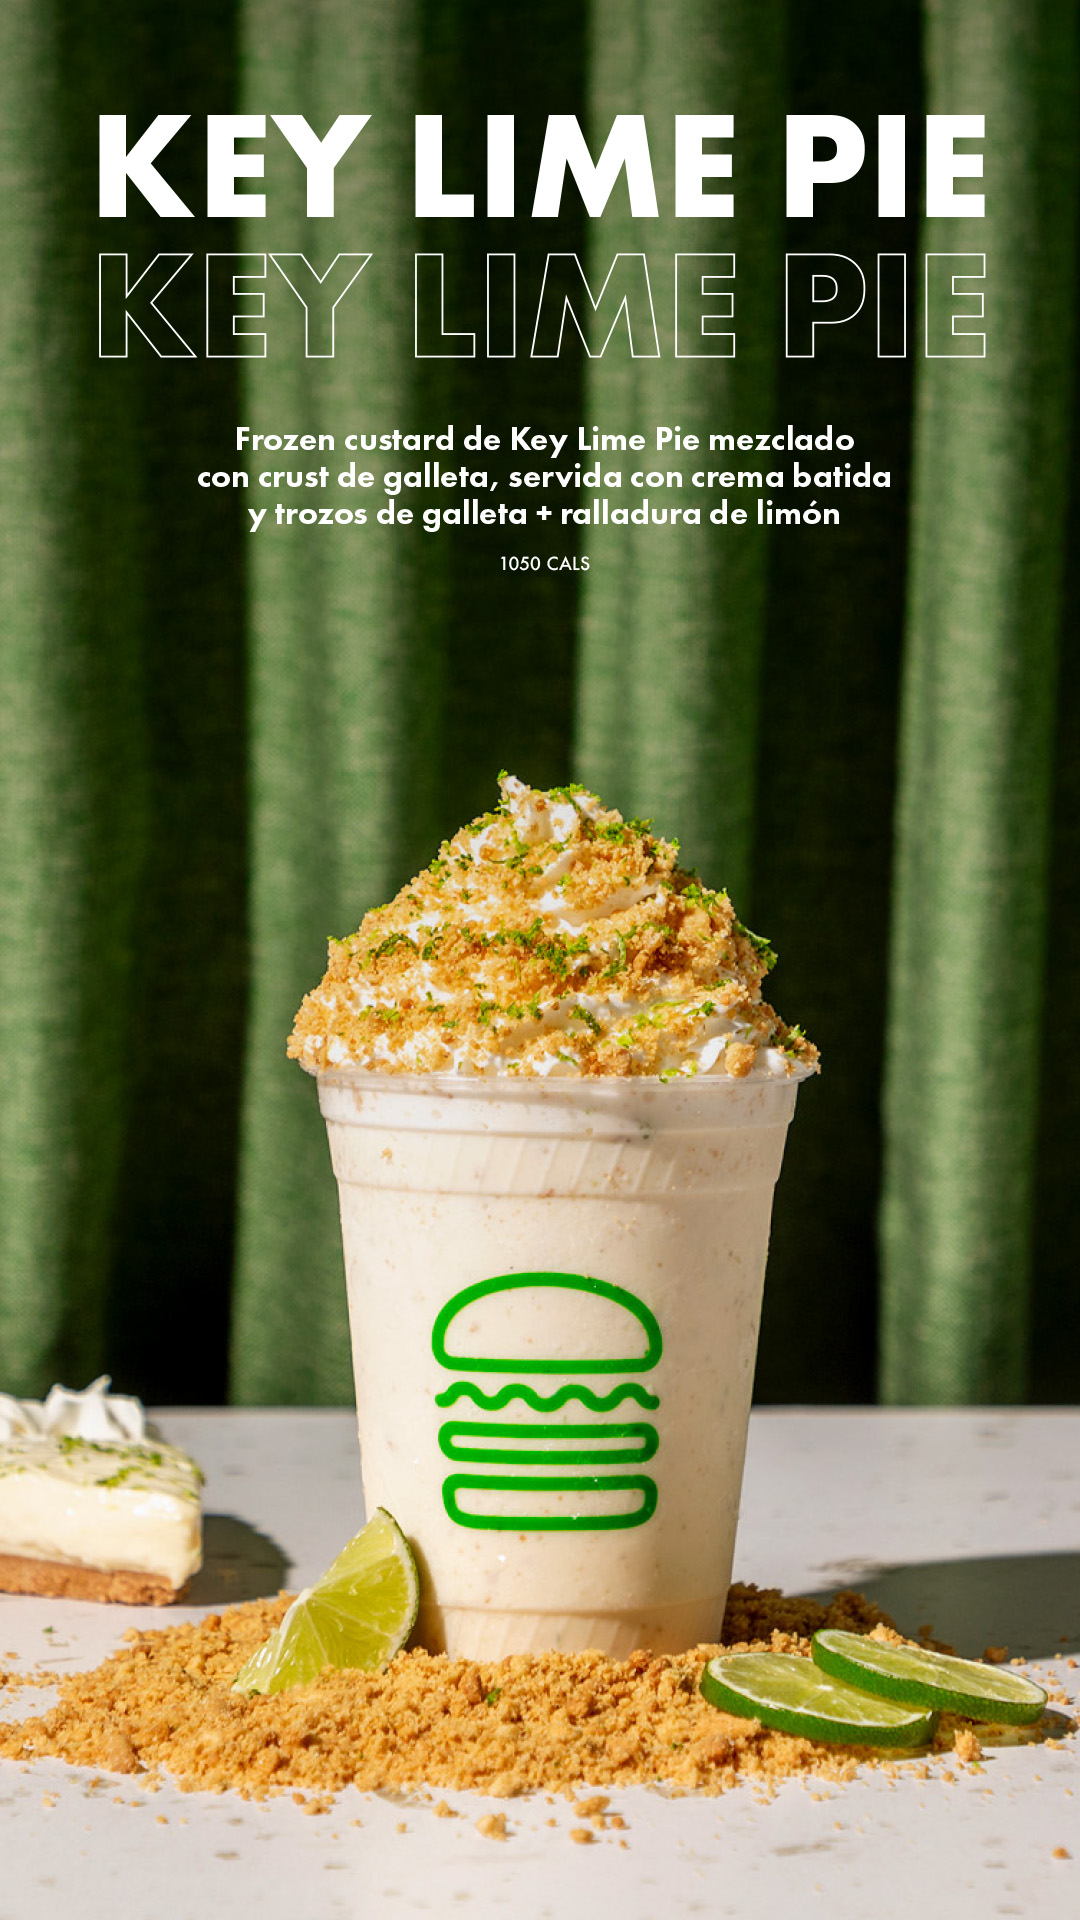 KEY LIME PIE
KEY LIME PIE
Frozen custard de Key Lime Pie mezclado
con crust de galleta, servida con crema batida
y trozos de galleta + ralladura de limón
1050 CALS